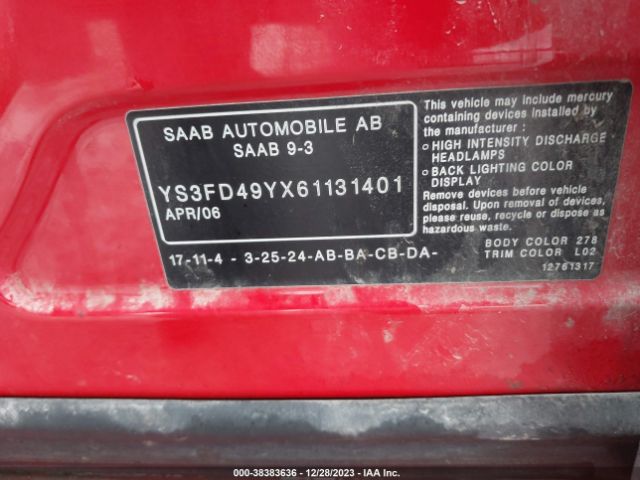 SAAB AUTOMOBILE AB
SAAB 9-3
YS3FD49YX61131401
APR/06
17-11-4 - 3-25-24-AB-BA-CB-DA-
This vehicle may include mercury
containing devices installed by
the manufacturer :
o HIGH INTENSITY DISCHARGE
HEADLAMPS
o BACK LIGHTING COLOR
DISPLAY
Remove devices before vehicle
disposal. Upon removal of devices,
please reuse, recycle or dispose as
hazardous waste.
BODY COLOR 278
TRIM COLOR L02
12761317
000-38383636 - 12/28/2023 - IAA Inc.